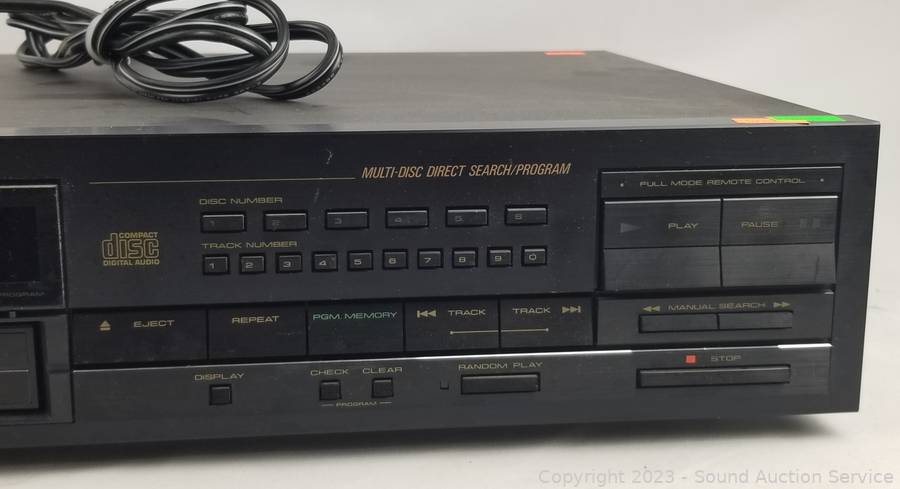 MULTI-DISC DIRECT SEARCH/PROGRAM
• FULL MODE REMOTE CONTROL •
DISC NUMBER
1 2 3 4 5 6
COMPACT
disc
DIGITAL AUDIO
TRACK NUMBER
1 2 3 4 5 6 7 8 9 0
PLAY PAUSE
PROGRAM
MANUAL SEARCH
EJECT REPEAT PGM. MEMORY TRACK TRACK
STOP
DISPLAY CHECK CLEAR RANDOM PLAY
PROGRAM
Copyright 2023 - Sound Auction Service